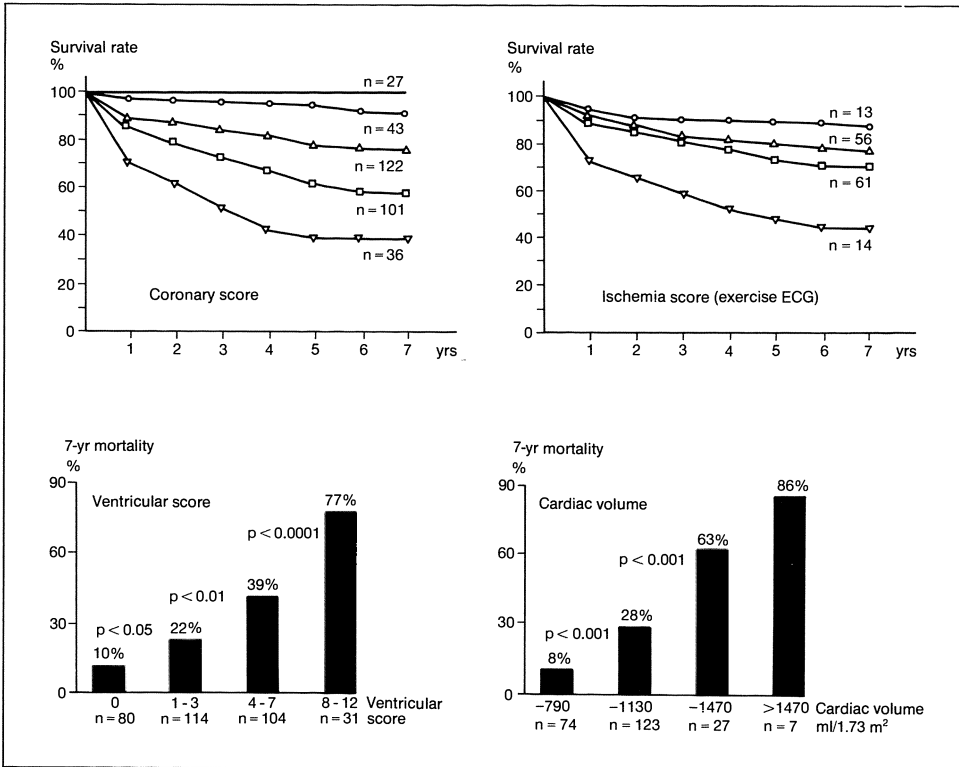 Survival rate
%
100
80
60
40
20
0
n = 27
n = 43
n = 122
n = 101
n = 36
Coronary score
1 2 3 4 5 6 7 yrs
Survival rate
%
100
80
60
40
20
0
n = 13
n = 56
n = 61
n = 14
Ischemia score (exercise ECG)
1 2 3 4 5 6 7 yrs
7-yr mortality
%
90
60
30
0
Ventricular score
77%
p < 0.0001
39%
p < 0.01
22%
p < 0.05
10%
0 1 - 3 4 - 7 8 - 12 Ventricular
n = 80 n = 114 n = 104 n = 31 score
7-yr mortality
%
90
60
30
0
Cardiac volume
86%
63%
p < 0.001
28%
p < 0.001
8%
−790 −1130 −1470 >1470 Cardiac volume
n = 74 n = 123 n = 27 n = 7 ml/1.73 m²